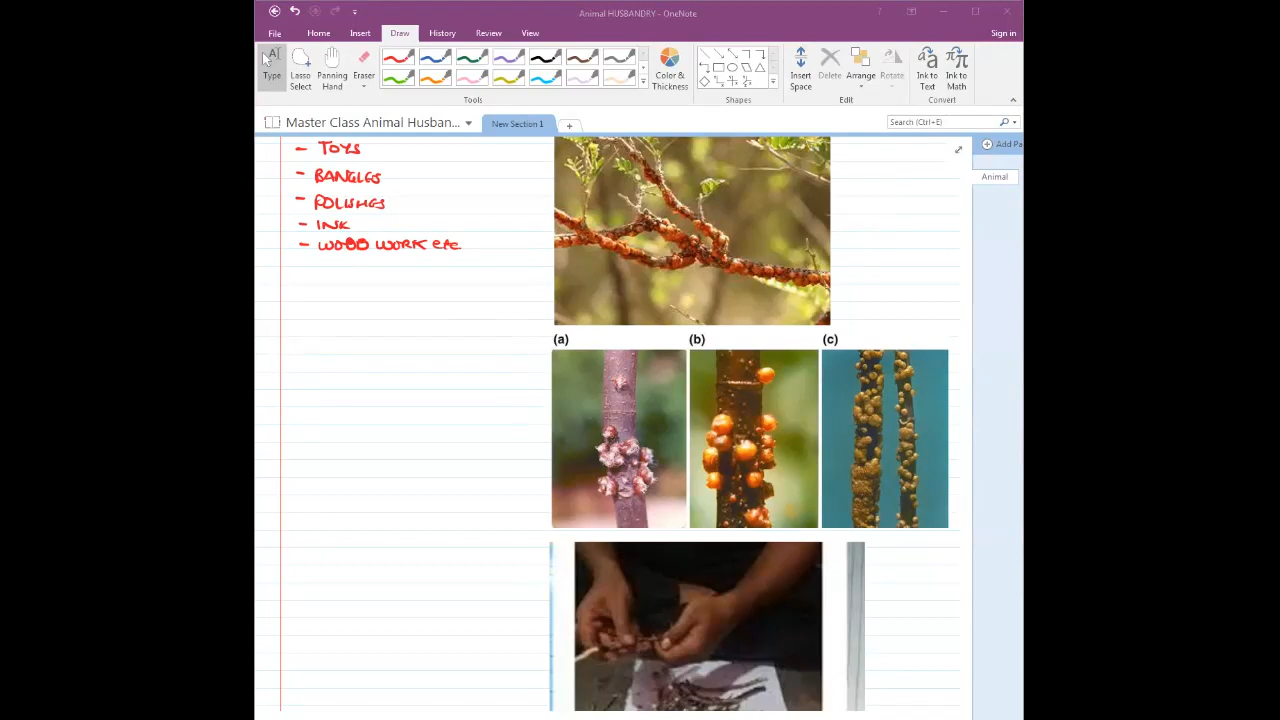 Animal HUSBANDRY - OneNote
File Home Insert Draw History Review View Sign in
Type Lasso Select Panning Hand Eraser Color & Thickness Insert Space Delete Arrange Rotate Ink to Text Ink to Math
Tools Shapes Edit Convert
Master Class Animal Husban... New Section 1 Search (Ctrl+E)
Add Pa
Animal
- TOYS
- BANGLES
- POLISHES
- INK
- WOOD WORK etc
(a) (b) (c)